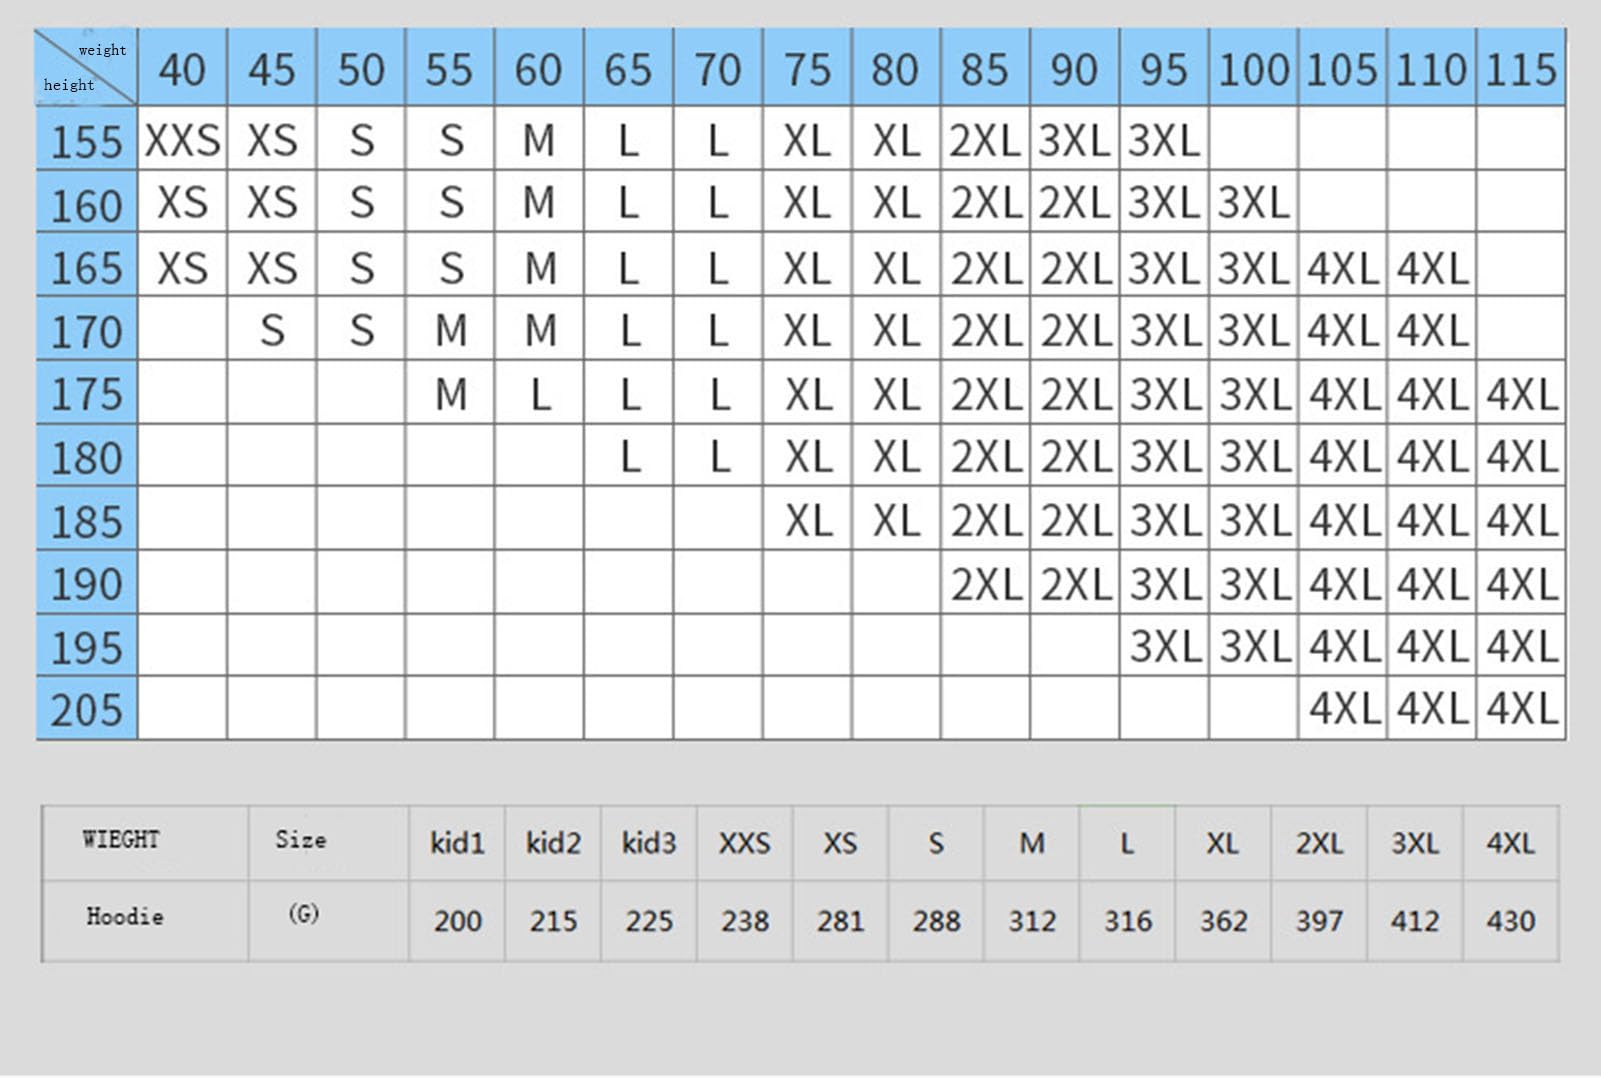 weight
height
40 45 50 55 60 65 70 75 80 85 90 95 100 105 110 115
155 XXS XS S S M L L XL XL 2XL 3XL 3XL
160 XS XS S S M L L XL XL 2XL 2XL 3XL 3XL
165 XS XS S S M L L XL XL 2XL 2XL 3XL 3XL 4XL 4XL
170 S S M M L L XL XL 2XL 2XL 3XL 3XL 4XL 4XL
175 M L L L XL XL 2XL 2XL 3XL 3XL 4XL 4XL 4XL
180 L L XL XL 2XL 2XL 3XL 3XL 4XL 4XL 4XL
185 XL XL 2XL 2XL 3XL 3XL 4XL 4XL 4XL
190 2XL 2XL 3XL 3XL 4XL 4XL 4XL
195 3XL 3XL 4XL 4XL 4XL
205 4XL 4XL 4XL
WIEGHT Size kid1 kid2 kid3 XXS XS S M L XL 2XL 3XL 4XL
Hoodie (G) 200 215 225 238 281 288 312 316 362 397 412 430